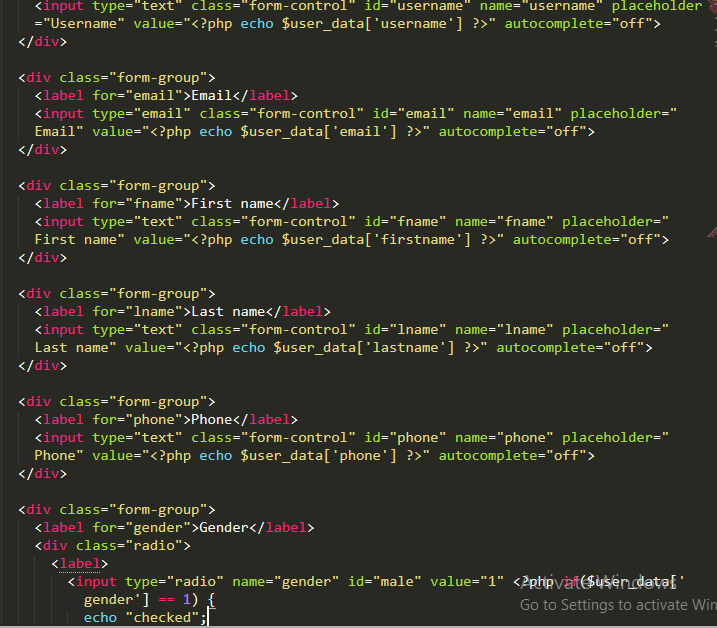 <input type="text" class="form-control" id="username" name="username" placeholder
="Username" value="<?php echo $user_data['username'] ?>" autocomplete="off">
</div>
<div class="form-group">
<label for="email">Email</label>
<input type="email" class="form-control" id="email" name="email" placeholder="
Email" value="<?php echo $user_data['email'] ?>" autocomplete="off">
</div>
<div class="form-group">
<label for="fname">First name</label>
<input type="text" class="form-control" id="fname" name="fname" placeholder="
First name" value="<?php echo $user_data['firstname'] ?>" autocomplete="off">
</div>
<div class="form-group">
<label for="lname">Last name</label>
<input type="text" class="form-control" id="lname" name="lname" placeholder="
Last name" value="<?php echo $user_data['lastname'] ?>" autocomplete="off">
</div>
<div class="form-group">
<label for="phone">Phone</label>
<input type="text" class="form-control" id="phone" name="phone" placeholder="
Phone" value="<?php echo $user_data['phone'] ?>" autocomplete="off">
</div>
<div class="form-group">
<label for="gender">Gender</label>
<div class="radio">
<label>
<input type="radio" name="gender" id="male" value="1" <?php if($user_data['
gender'] == 1) {
echo "checked";
Activate Windows
Go to Settings to activate Win